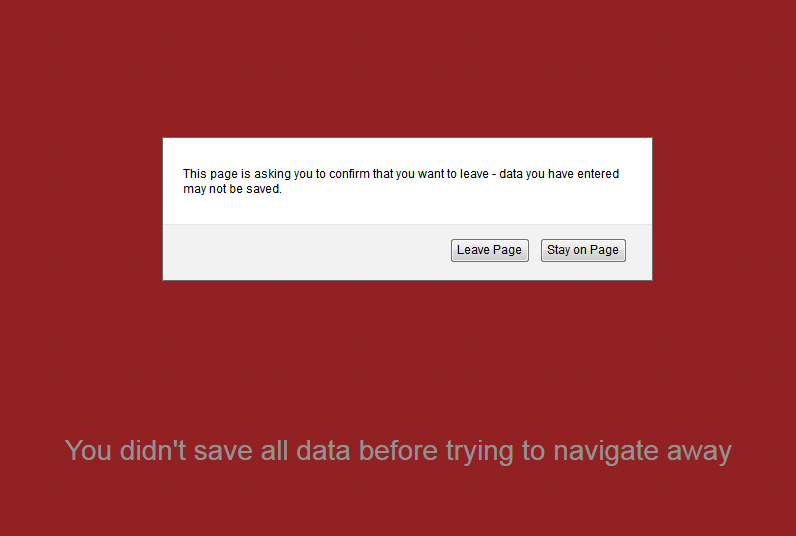 This page is asking you to confirm that you want to leave - data you have entered
may not be saved.
Leave Page Stay on Page
You didn't save all data before trying to navigate away